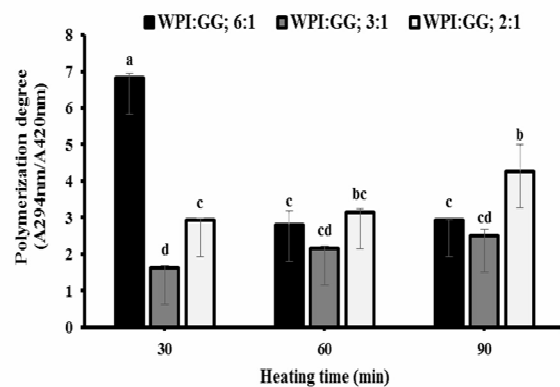 WPI:GG; 6:1 WPI:GG; 3:1 WPI:GG; 2:1
Polymerization degree
(A294nm/A420nm)
8
7
6
5
4
3
2
1
0
a
d
c
c
cd
bc
c
cd
b
30 60 90
Heating time (min)